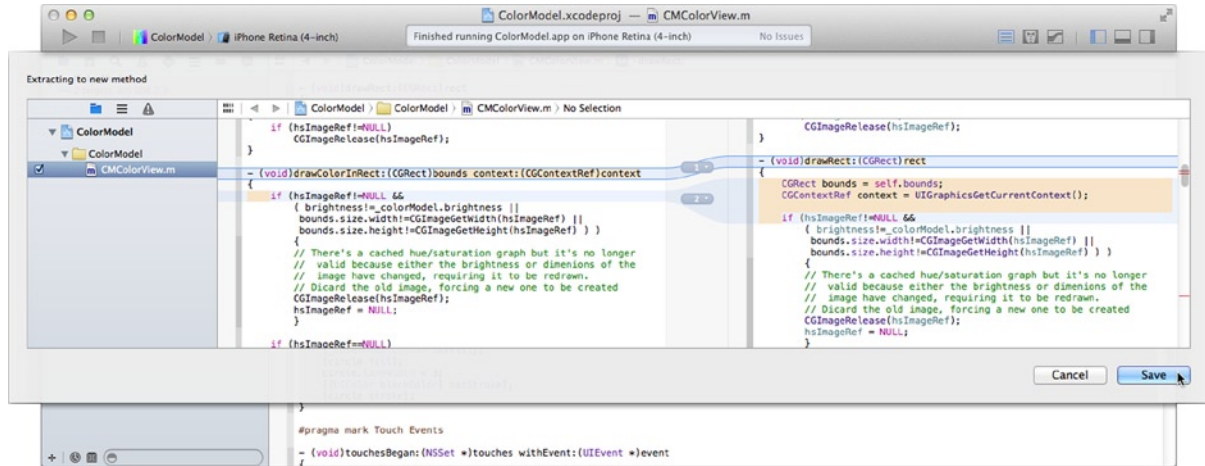 ColorModel.xcodeproj — m CMColorView.m
ColorModel iPhone Retina (4-inch)
Finished running ColorModel.app on iPhone Retina (4-inch)
No Issues
Extracting to new method
ColorModel ColorModel m CMColorView.m No Selection
ColorModel
ColorModel
m CMColorView.m
if (hsImageRef!=NULL)
CGImageRelease(hsImageRef);
}
- (void)drawColorInRect:(CGRect)bounds context:(CGContextRef)context
{
if (hsImageRef!=NULL &&
( brightness!=_colorModel.brightness ||
bounds.size.width!=CGImageGetWidth(hsImageRef) ||
bounds.size.height!=CGImageGetHeight(hsImageRef) ) )
{
// There's a cached hue/saturation graph but it's no longer
//  valid because either the brightness or dimenions of the
//  image have changed, requiring it to be redrawn.
// Dicard the old image, forcing a new one to be created
CGImageRelease(hsImageRef);
hsImageRef = NULL;
}
if (hsImageRef==NULL)
1
2
CGImageRelease(hsImageRef);
}
- (void)drawRect:(CGRect)rect
{
CGRect bounds = self.bounds;
CGContextRef context = UIGraphicsGetCurrentContext();
if (hsImageRef!=NULL &&
( brightness!=_colorModel.brightness ||
bounds.size.width!=CGImageGetWidth(hsImageRef) ||
bounds.size.height!=CGImageGetHeight(hsImageRef) ) )
{
// There's a cached hue/saturation graph but it's no longer
//  valid because either the brightness or dimenions of the
//  image have changed, requiring it to be redrawn.
// Dicard the old image, forcing a new one to be created
CGImageRelease(hsImageRef);
hsImageRef = NULL;
}
Cancel
Save
}
#pragma mark Touch Events
- (void)touchesBegan:(NSSet *)touches withEvent:(UIEvent *)event
{